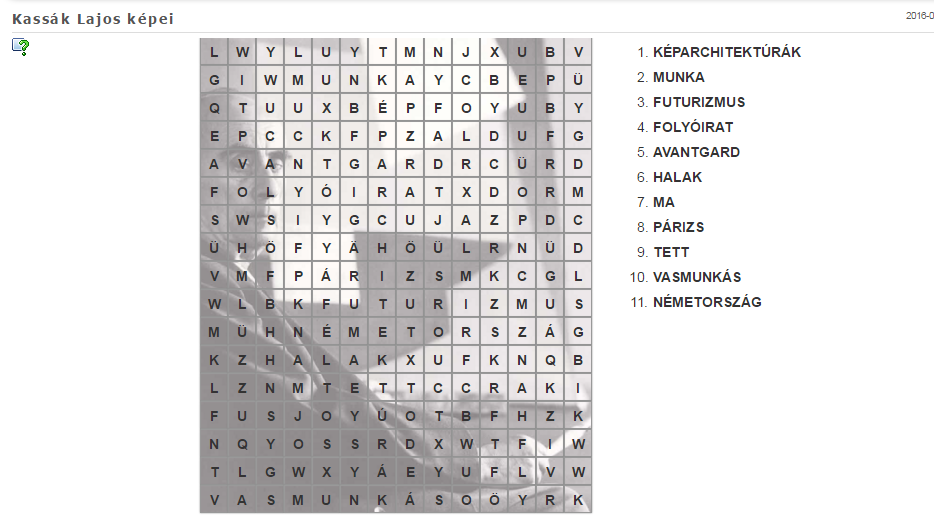 Kassák Lajos képei
2016-0
L W Y L U Y T M N J X U B V
G I W M U N K A Y C B E P Ü
Q T U U X B É P F O Y U B Y
E P C C K F P Z A L D U F G
A V A N T G A R D R C Ü R D
F O L Y Ó I R A T X D O R M
S W S I Y G C U J A Z P D C
Ü H Ö F Y Ä H Ö Ü L R N Ü D
V M F P Á R I Z S M K C G L
W L B K F U T U R I Z M U S
M Ü H N É M E T O R S Z Á G
K Z H A L A K X U F K N Q B
L Z N M T E T T C C R A K I
F U S J O Y Ú O T B F H Z K
N Q Y O S S R D X W T F I W
T L G W X Y Á E Y U F L V W
V A S M U N K Á S O Ö Y R K
1. KÉPARCHITEKTÚRÁK
2. MUNKA
3. FUTURIZMUS
4. FOLYÓIRAT
5. AVANTGARD
6. HALAK
7. MA
8. PÁRIZS
9. TETT
10. VASMUNKÁS
11. NÉMETORSZÁG